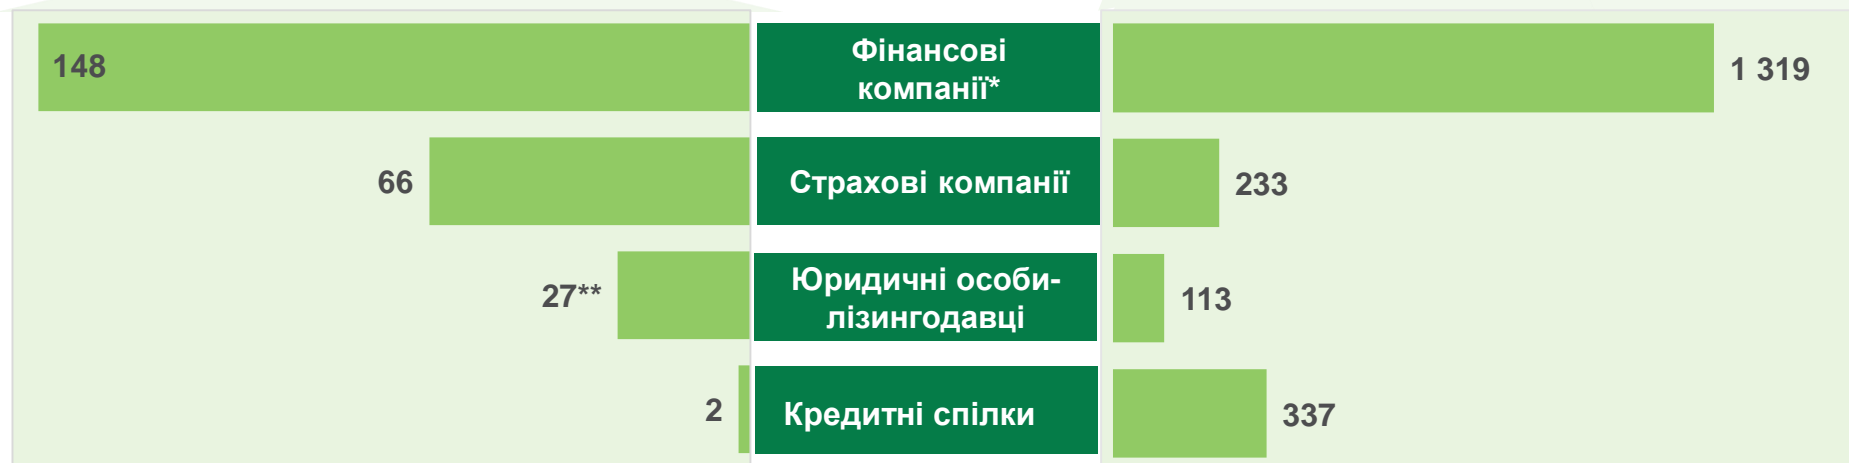 148
Фінансові
компанії*
1 319
66
Страхові компанії
233
27**
Юридичні особи-
лізингодавці
113
2
Кредитні спілки
337